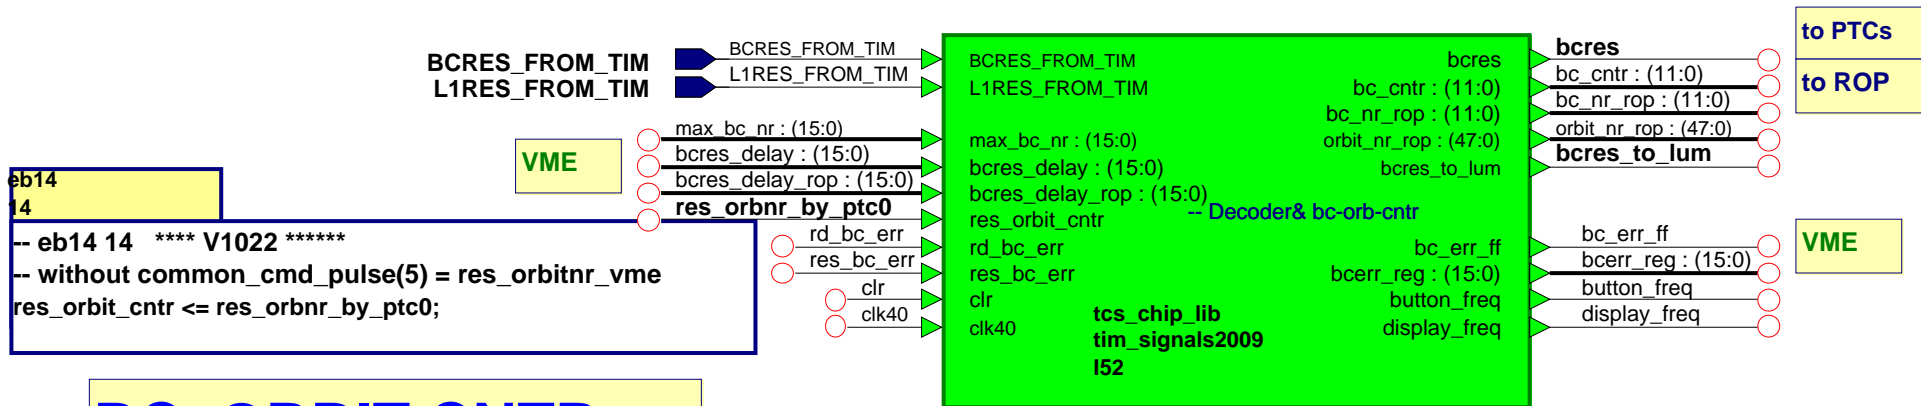 to PTCs
to ROP
BCRES_FROM_TIM
L1RES_FROM_TIM
BCRES_FROM_TIM
L1RES_FROM_TIM
VME
max_bc_nr : (15:0)
bcres_delay : (15:0)
bcres_delay_rop : (15:0)
res_orbnr_by_ptc0
rd_bc_err
res_bc_err
clr
clk40
BCRES_FROM_TIM
L1RES_FROM_TIM
max_bc_nr : (15:0)
bcres_delay : (15:0)
bcres_delay_rop : (15:0)
res_orbit_cntr
rd_bc_err
res_bc_err
clr
clk40
-- Decoder& bc-orb-cntr
tcs_chip_lib
tim_signals2009
I52
bcres
bc_cntr : (11:0)
bc_nr_rop : (11:0)
orbit_nr_rop : (47:0)
bcres_to_lum
bc_err_ff
bcerr_reg : (15:0)
button_freq
display_freq
bcres
bc_cntr : (11:0)
bc_nr_rop : (11:0)
orbit_nr_rop : (47:0)
bcres_to_lum
bc_err_ff
bcerr_reg : (15:0)
button_freq
display_freq
VME
eb14
14
-- eb14 14 **** V1022 ******
-- without common_cmd_pulse(5) = res_orbitnr_vme
res_orbit_cntr <= res_orbnr_by_ptc0;